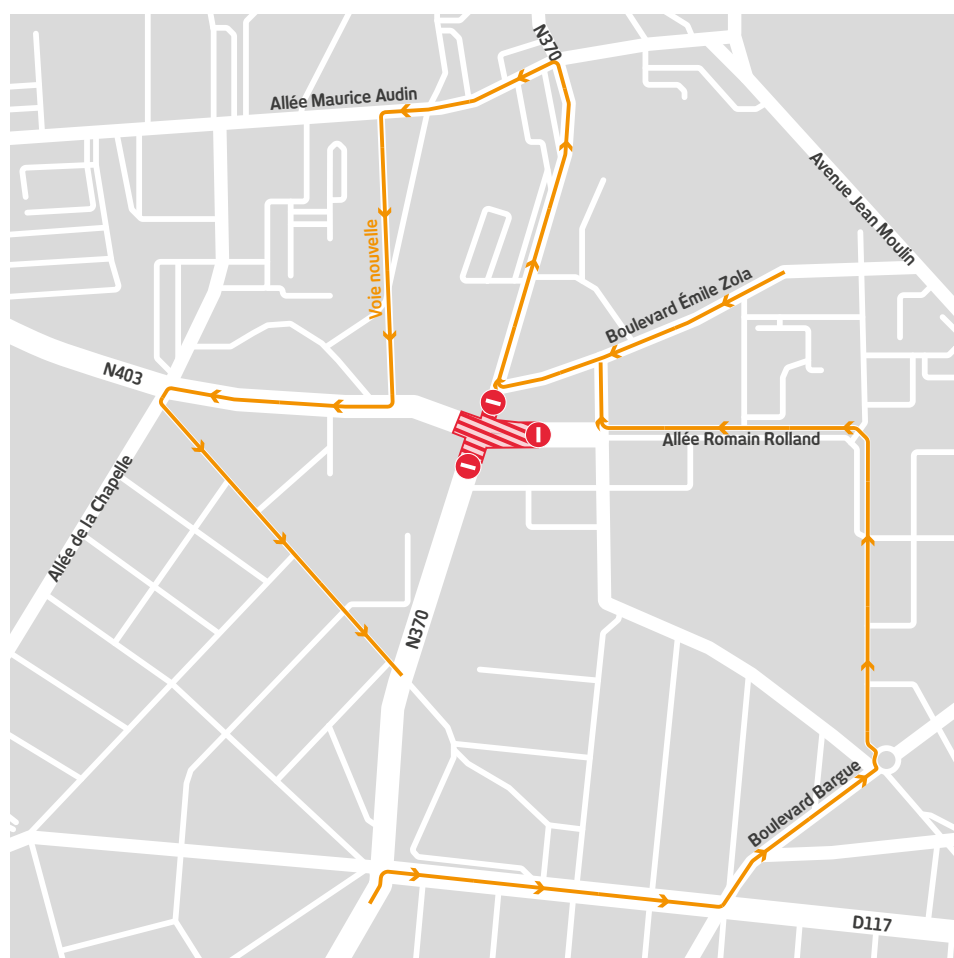 N370
Allée Maurice Audin
Avenue Jean Moulin
Voie nouvelle
Boulevard Émile Zola
N403
Allée Romain Rolland
Allée de la Chapelle
N370
Boulevard Bargue
D117